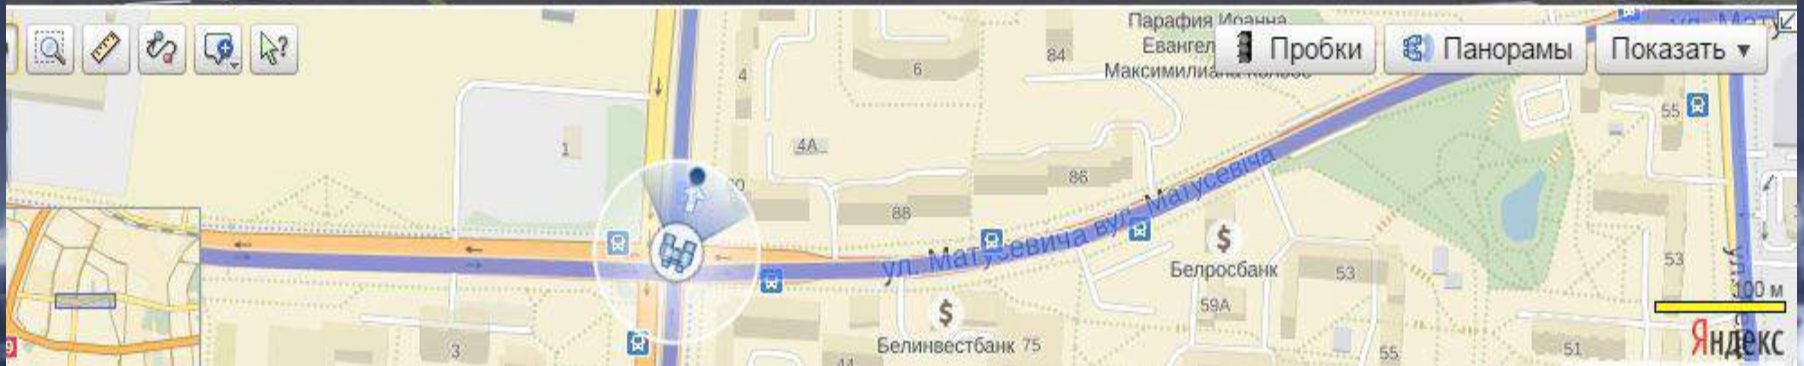 Парафия Иоанна
Евангел
Максимилиана
Пробки
Панорамы
Показать
4
6
84
55
1
4А
86
88
ул. Матусевича вул. Матусевіча
Белросбанк
53
53
59А
100 м
Белинвестбанк 75
3
44
55
51
Яндекс